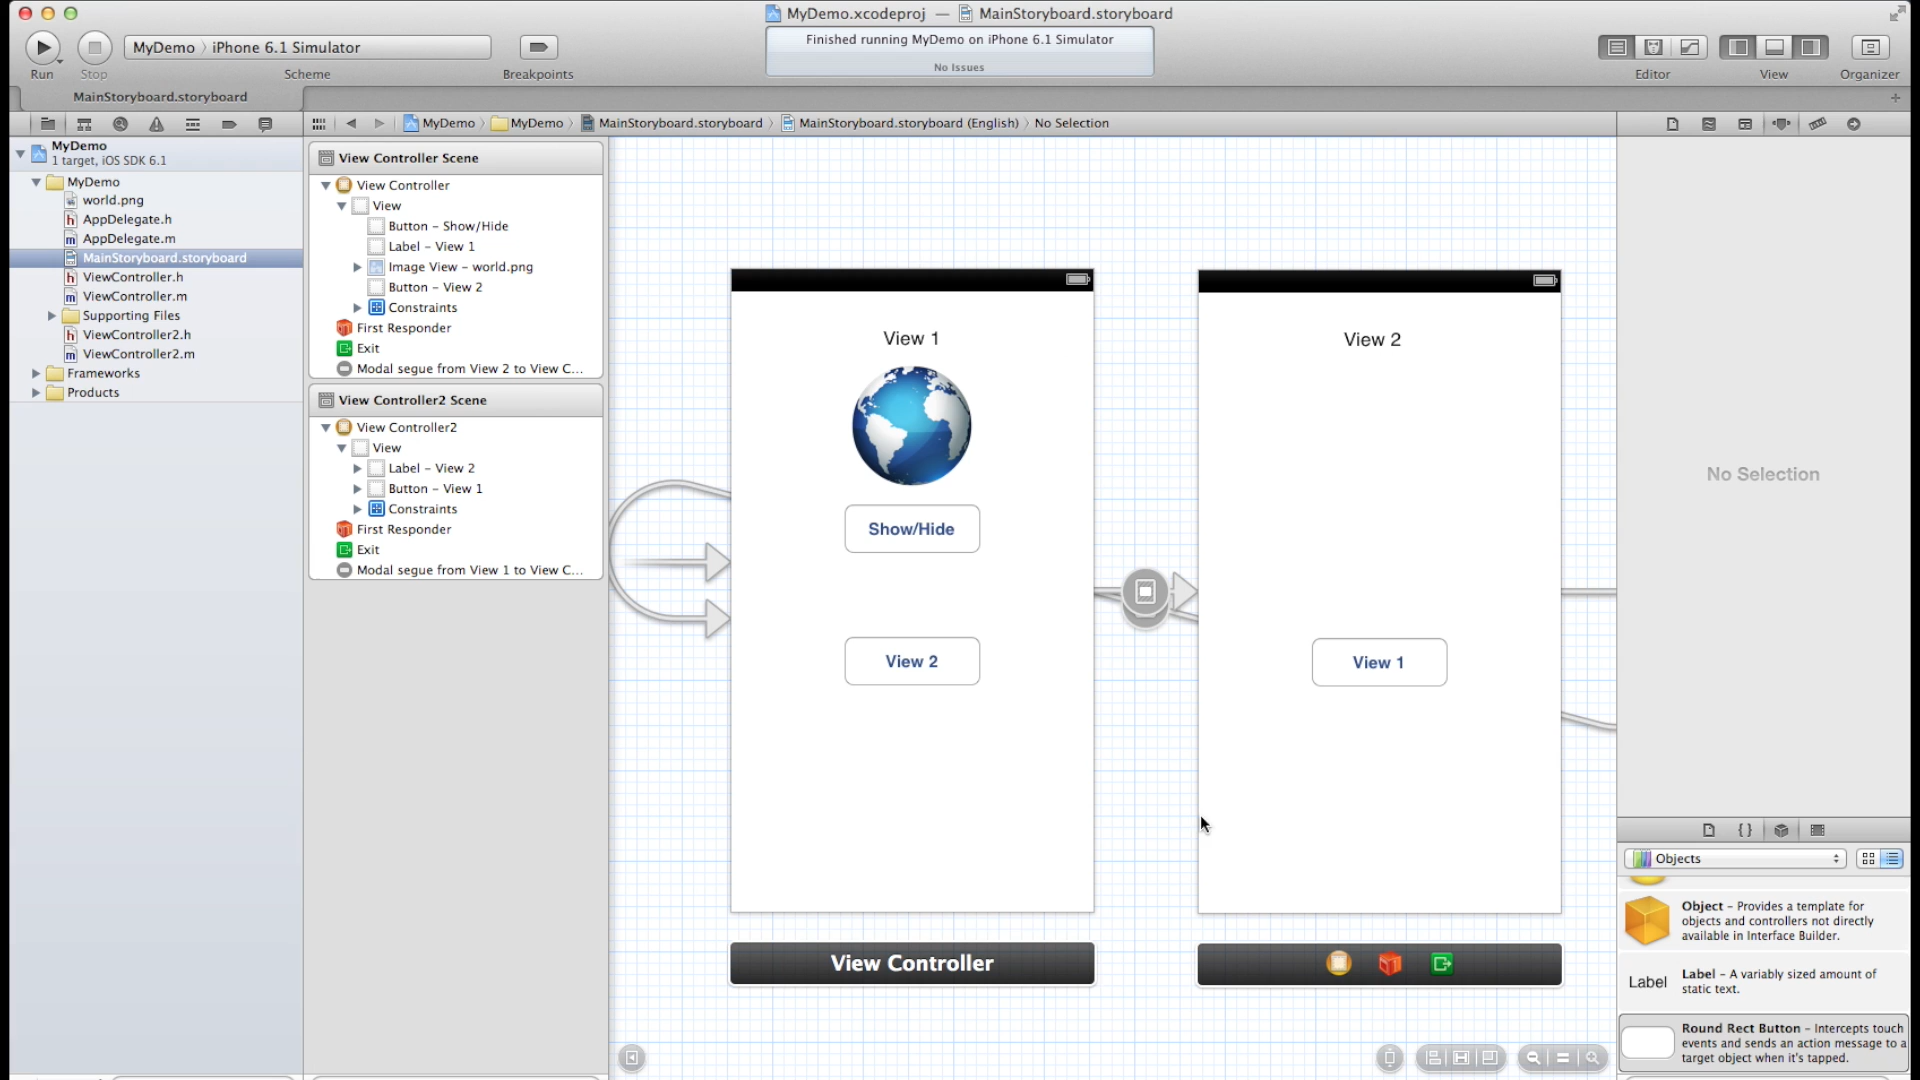 MyDemo.xcodeproj — MainStoryboard.storyboard
MyDemo 〉 iPhone 6.1 Simulator
Finished running MyDemo on iPhone 6.1 Simulator
No Issues
Run
Stop
Scheme
Breakpoints
Editor
View
Organizer
MainStoryboard.storyboard
MyDemo 〉 MyDemo 〉 MainStoryboard.storyboard 〉 MainStoryboard.storyboard (English) 〉 No Selection
MyDemo
1 target, iOS SDK 6.1
MyDemo
world.png
AppDelegate.h
AppDelegate.m
MainStoryboard.storyboard
ViewController.h
ViewController.m
Supporting Files
ViewController2.h
ViewController2.m
Frameworks
Products
View Controller Scene
View Controller
View
Button – Show/Hide
Label – View 1
Image View – world.png
Button – View 2
Constraints
First Responder
Exit
Modal segue from View 2 to View C...
View Controller2 Scene
View Controller2
View
Label – View 2
Button – View 1
Constraints
First Responder
Exit
Modal segue from View 1 to View C...
View 1
Show/Hide
View 2
View Controller
View 2
View 1
No Selection
{ }
Objects
Object – Provides a template for
objects and controllers not directly
available in Interface Builder.
Label
Label – A variably sized amount of
static text.
Round Rect Button – Intercepts touch
events and sends an action message to a
target object when it's tapped.